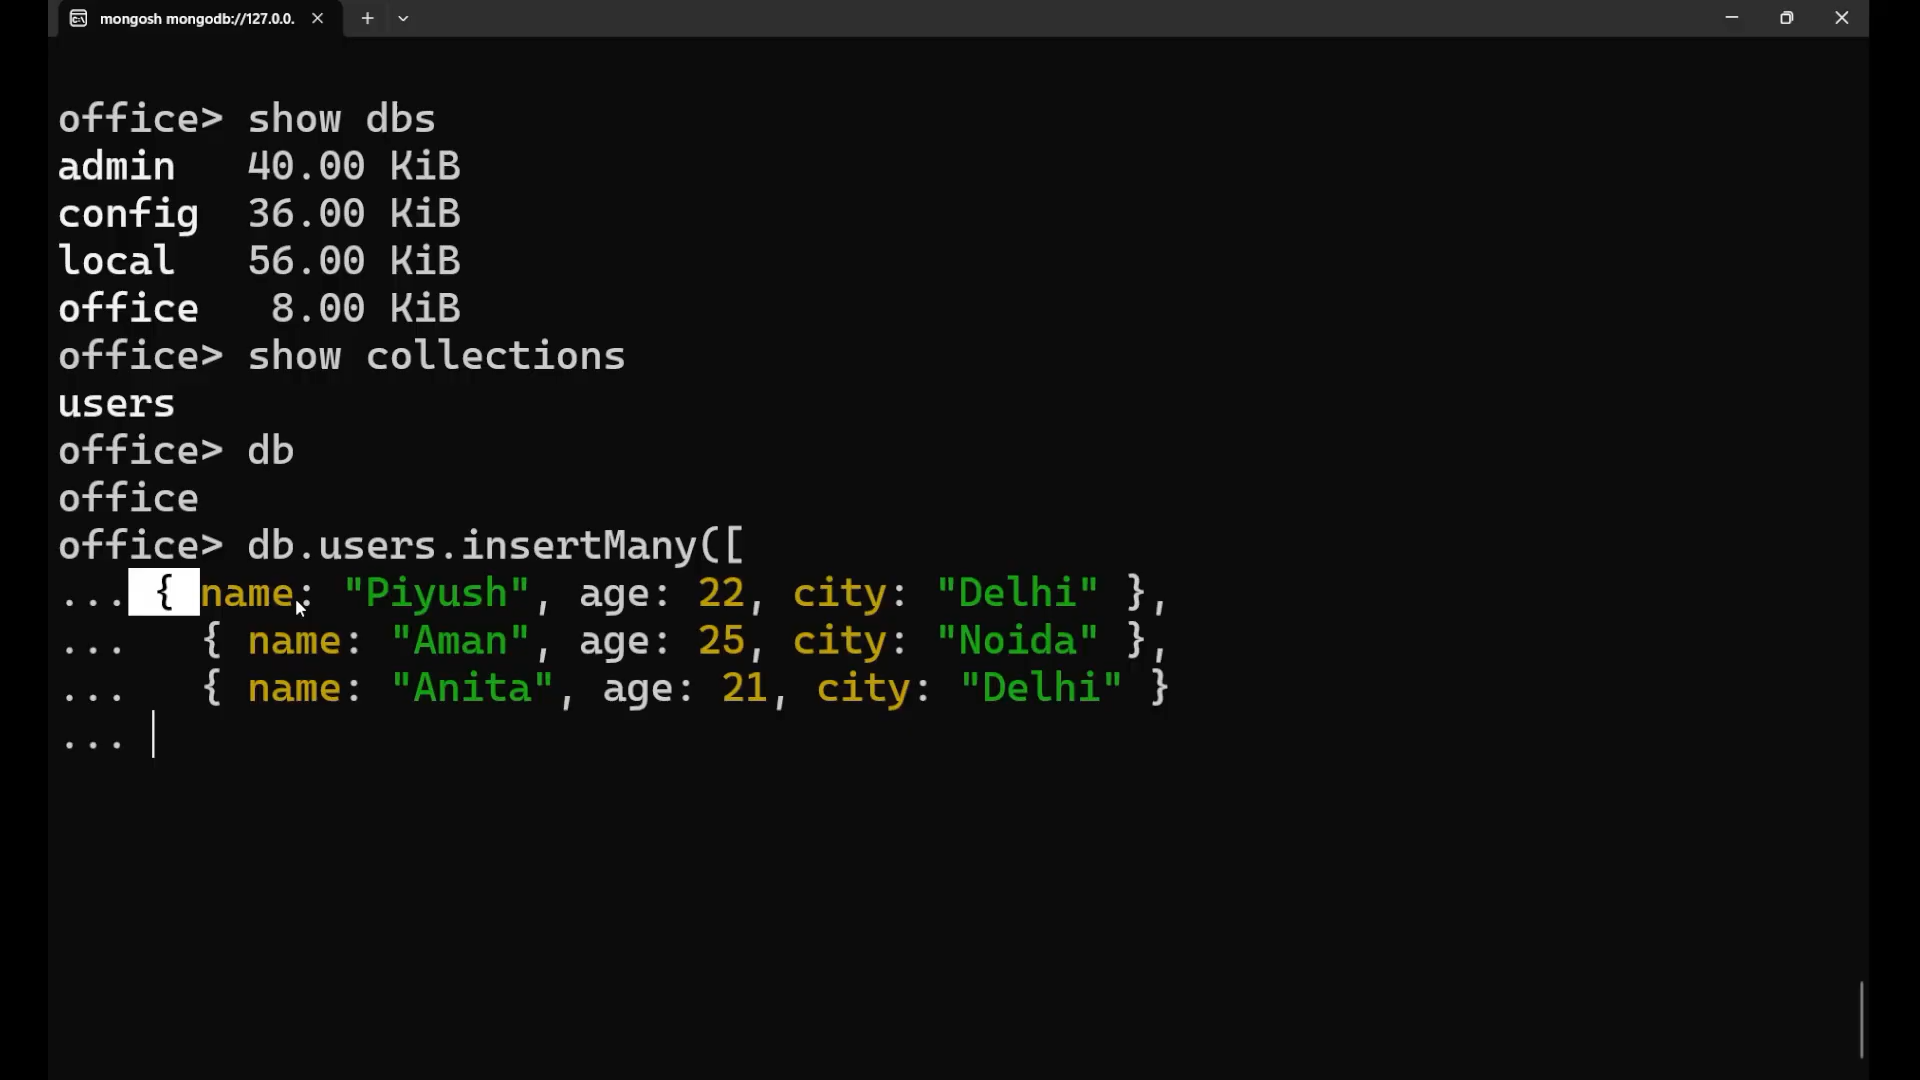 mongosh mongodb://127.0.0.
office> show dbs
admin   40.00 KiB
config  36.00 KiB
local   56.00 KiB
office   8.00 KiB
office> show collections
users
office> db
office
office> db.users.insertMany([
... { name: "Piyush", age: 22, city: "Delhi" },
...   { name: "Aman", age: 25, city: "Noida" },
...   { name: "Anita", age: 21, city: "Delhi" }
...